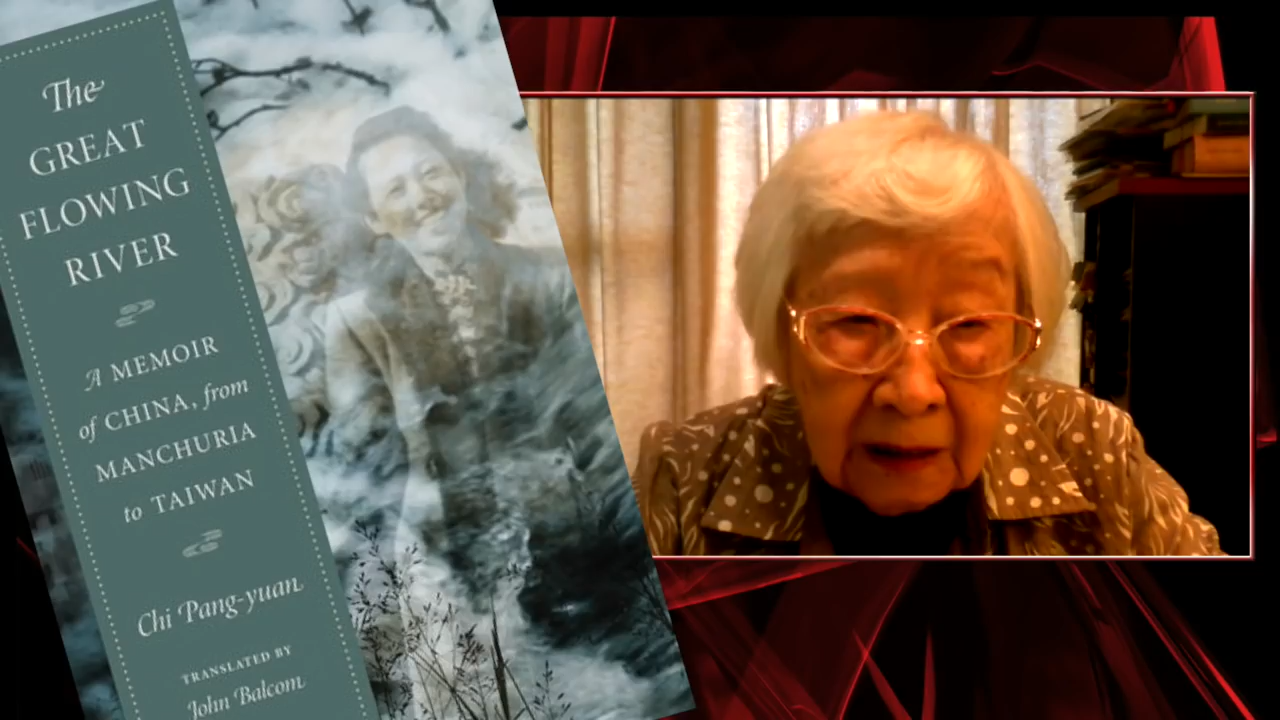 The
GREAT
FLOWING
RIVER
A MEMOIR
of CHINA, from
MANCHURIA
to TAIWAN
Chi Pang-yuan
TRANSLATED BY
John Balcom